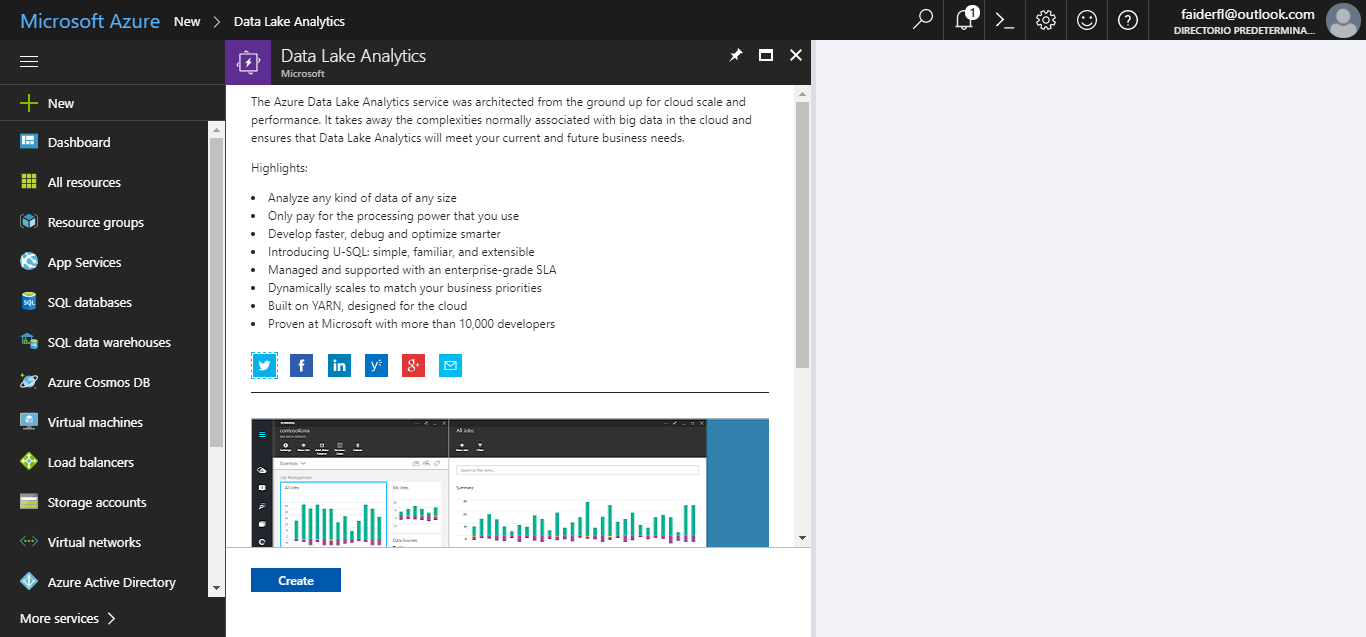 Microsoft Azure New > Data Lake Analytics
1
faiderfl@outlook.com
DIRECTORIO PREDETERMINA...
New
Dashboard
All resources
Resource groups
App Services
SQL databases
SQL data warehouses
Azure Cosmos DB
Virtual machines
Load balancers
Storage accounts
Virtual networks
Azure Active Directory
More services >
Data Lake Analytics
Microsoft
The Azure Data Lake Analytics service was architected from the ground up for cloud scale and
performance. It takes away the complexities normally associated with big data in the cloud and
ensures that Data Lake Analytics will meet your current and future business needs.
Highlights:
• Analyze any kind of data of any size
• Only pay for the processing power that you use
• Develop faster, debug and optimize smarter
• Introducing U-SQL: simple, familiar, and extensible
• Managed and supported with an enterprise-grade SLA
• Dynamically scales to match your business priorities
• Built on YARN, designed for the cloud
• Proven at Microsoft with more than 10,000 developers
All Jobs
Essentials
Job Management
All Jobs
My Jobs
Data Sources
Summary
Create